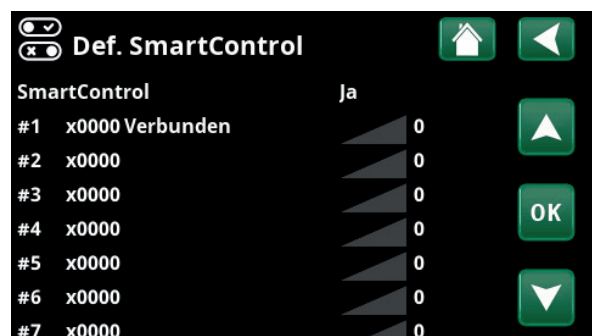 Def. SmartControl
SmartControl Ja
#1 x0000 Verbunden 0
#2 x0000 0
#3 x0000 0
#4 x0000 0
OK
#5 x0000 0
#6 x0000 0
#7 x0000 0